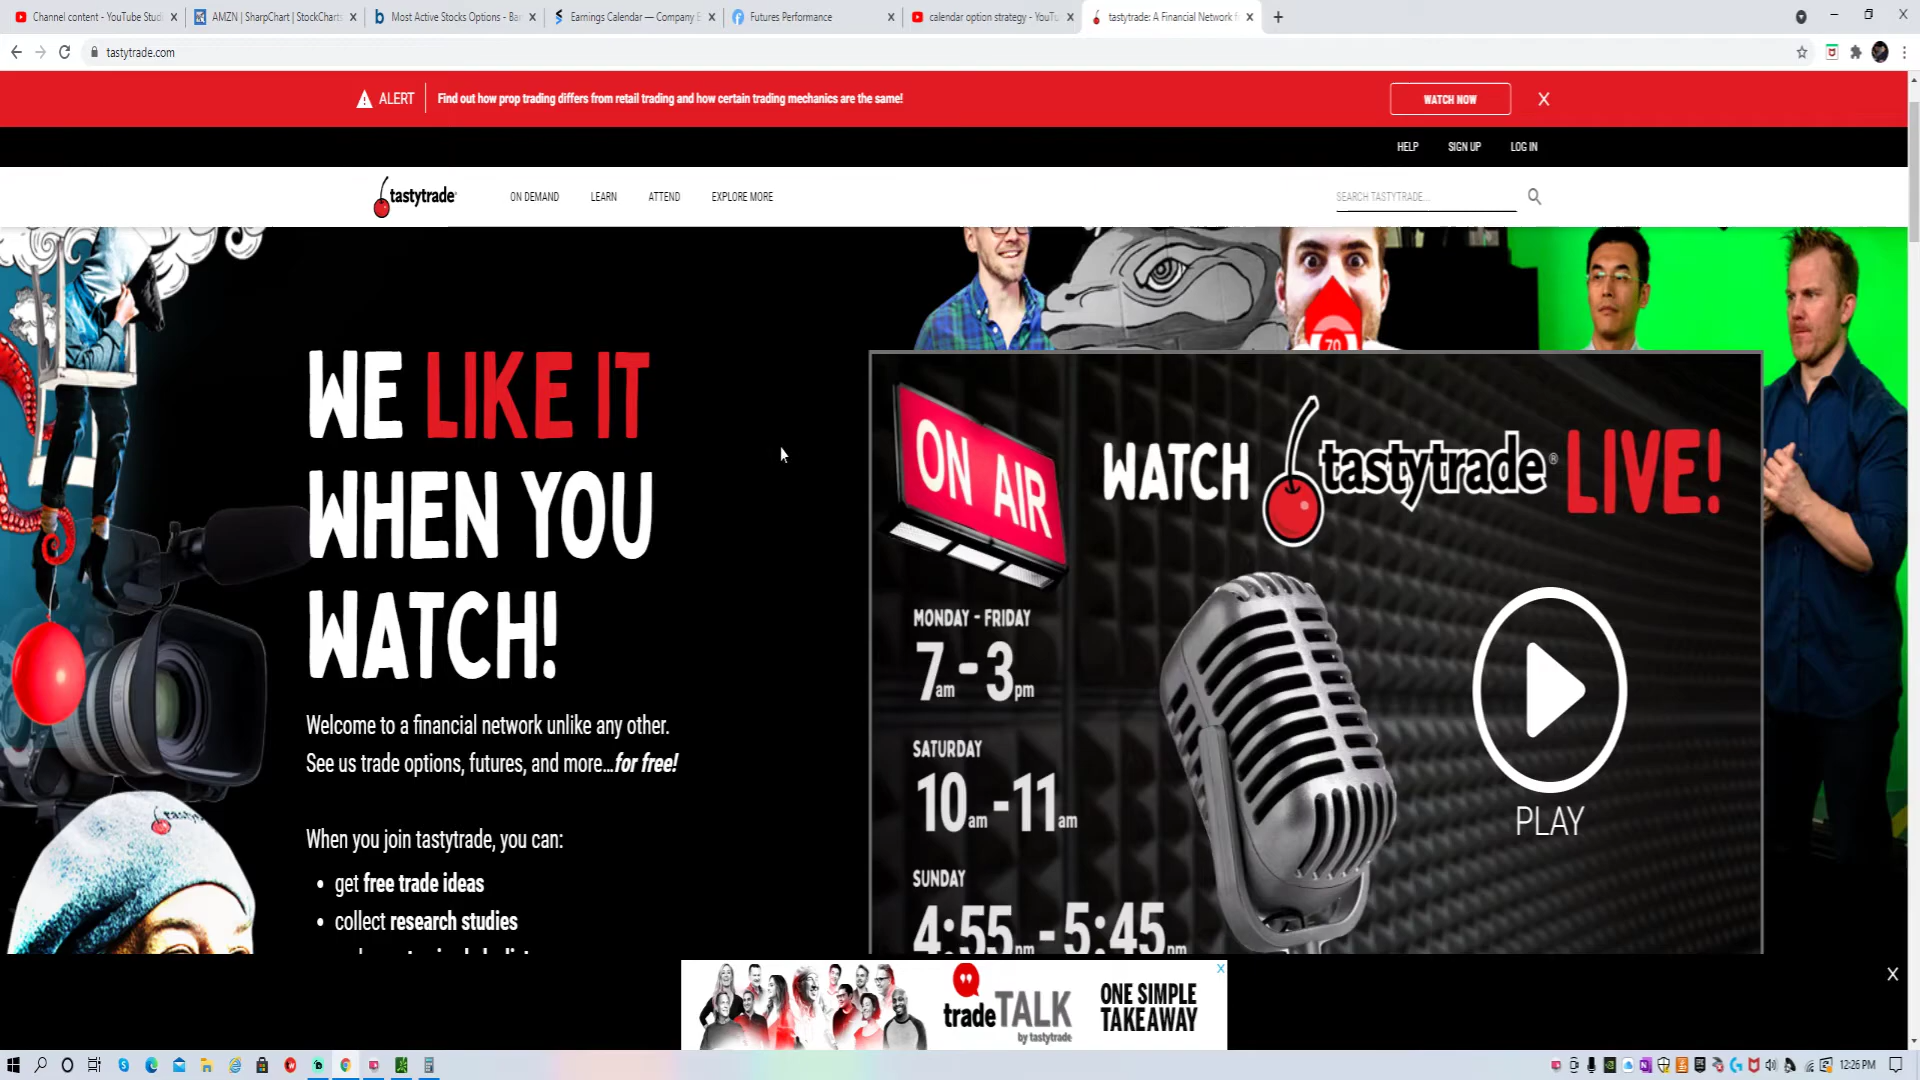 Channel content - YouTube Studi
AMZN | SharpChart | StockCharts
Most Active Stocks Options - Bar
Earnings Calendar — Company E
Futures Performance
calendar option strategy - YouTu
tastytrade: A Financial Network f
tastytrade.com
ALERT
Find out how prop trading differs from retail trading and how certain trading mechanics are the same!
WATCH NOW
X
HELP
SIGN UP
LOG IN
tastytrade
ON DEMAND
LEARN
ATTEND
EXPLORE MORE
SEARCH TASTYTRADE...
70
WE LIKE IT
WHEN YOU
WATCH!
Welcome to a financial network unlike any other.
See us trade options, futures, and more...for free!
When you join tastytrade, you can:
• get free trade ideas
• collect research studies
ON AIR
WATCH tastytrade® LIVE!
MONDAY - FRIDAY
7am - 3pm
SATURDAY
10am - 11am
SUNDAY
4:55pm - 5:45pm
PLAY
tradeTALK
by tastytrade
ONE SIMPLE
TAKEAWAY
X
12:26 PM